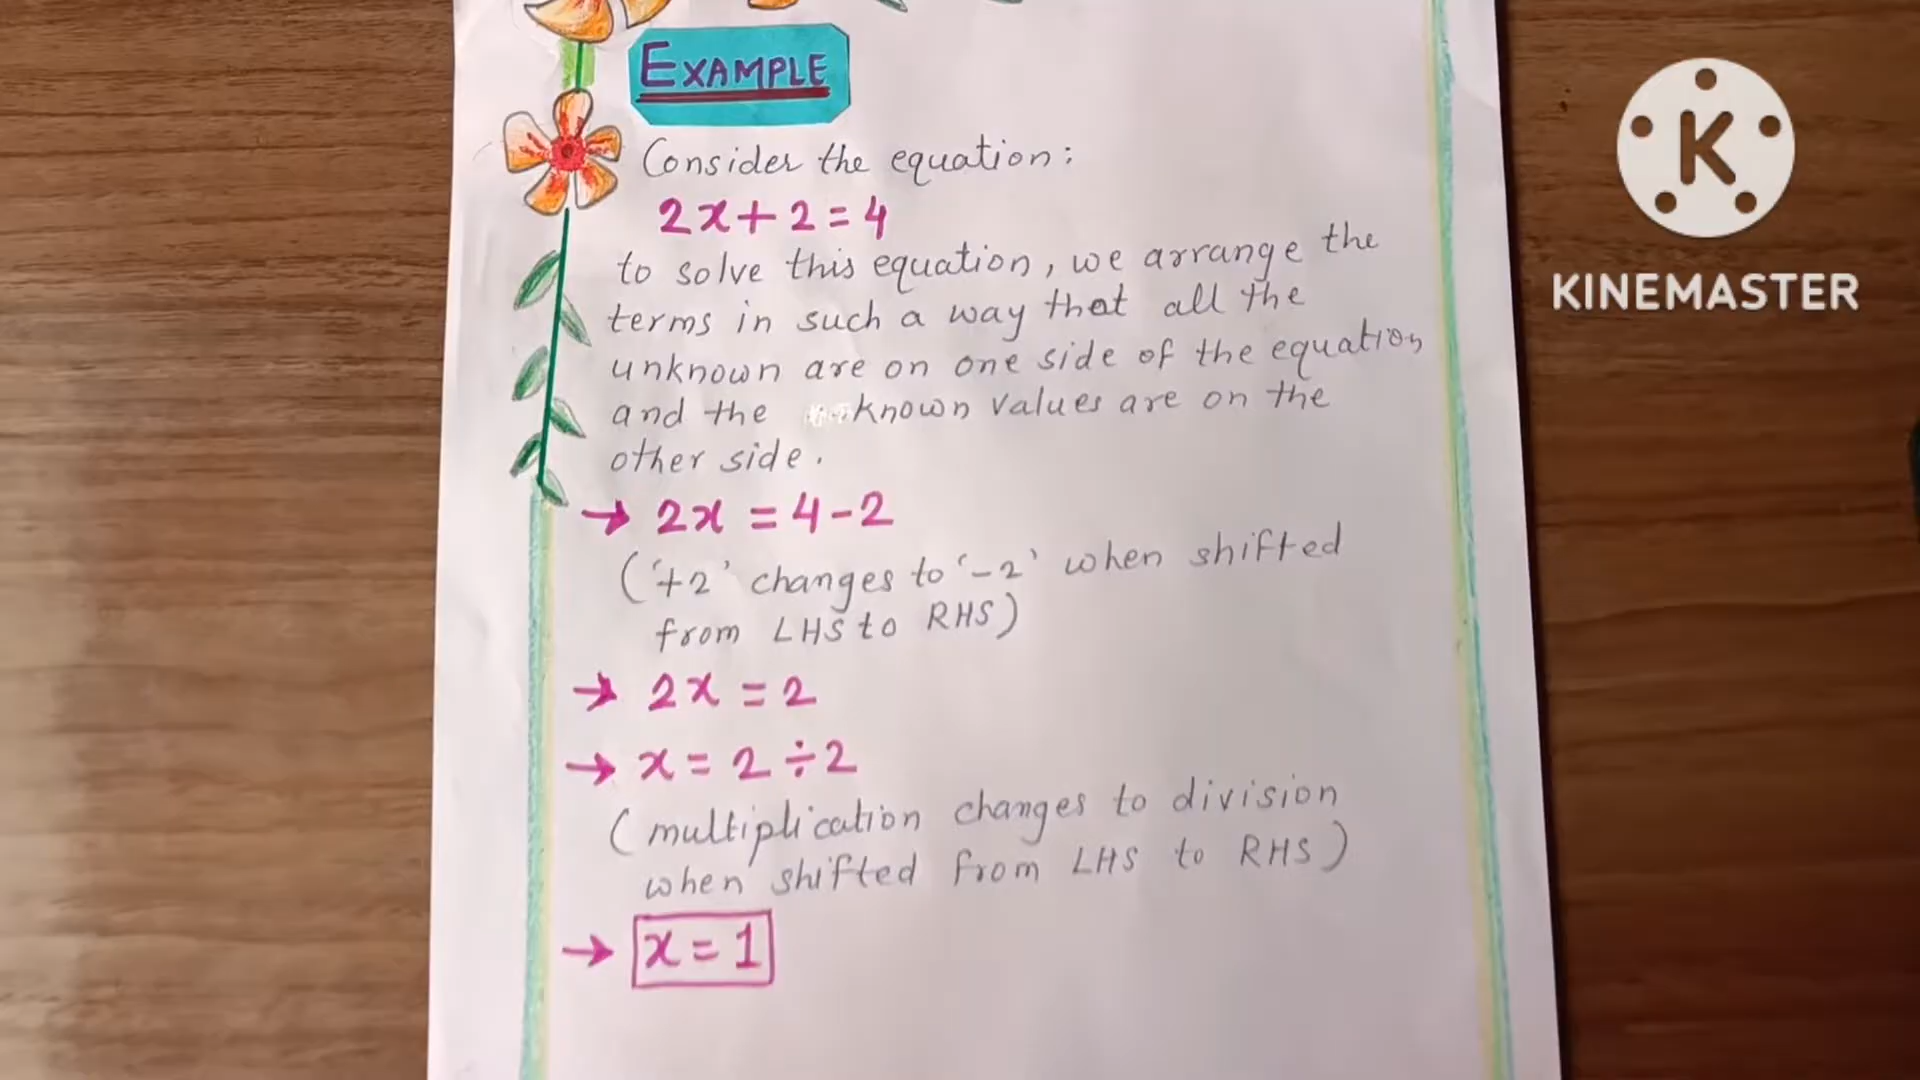 EXAMPLE
Consider the equation:
2x+2=4
to solve this equation, we arrange the
terms in such a way that all the
unknown are on one side of the equation
and the known values are on the
other side.
→ 2x = 4-2
('+2' changes to '-2' when shifted
from LHS to RHS)
→ 2x = 2
→ x = 2÷2
(multiplication changes to division
when shifted from LHS to RHS)
→ x = 1
K
KINEMASTER